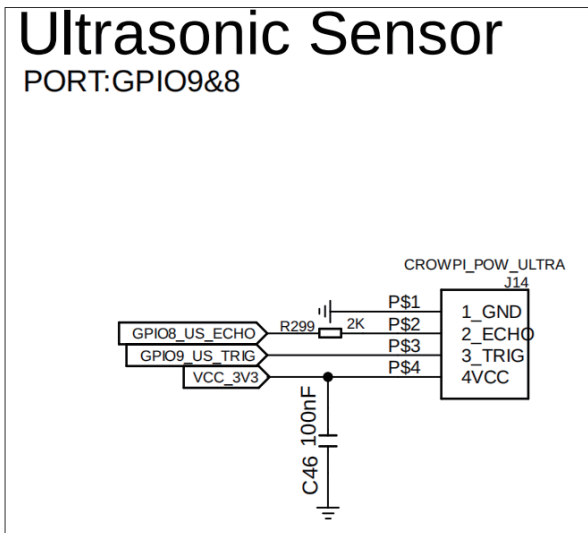 Ultrasonic Sensor
PORT:GPIO9&8
CROWPI_POW_ULTRA
J14
P$1
1_GND
GPIO8_US_ECHO
R299
2K
P$2
2_ECHO
GPIO9_US_TRIG
P$3
3_TRIG
VCC_3V3
P$4
4VCC
C46 100nF